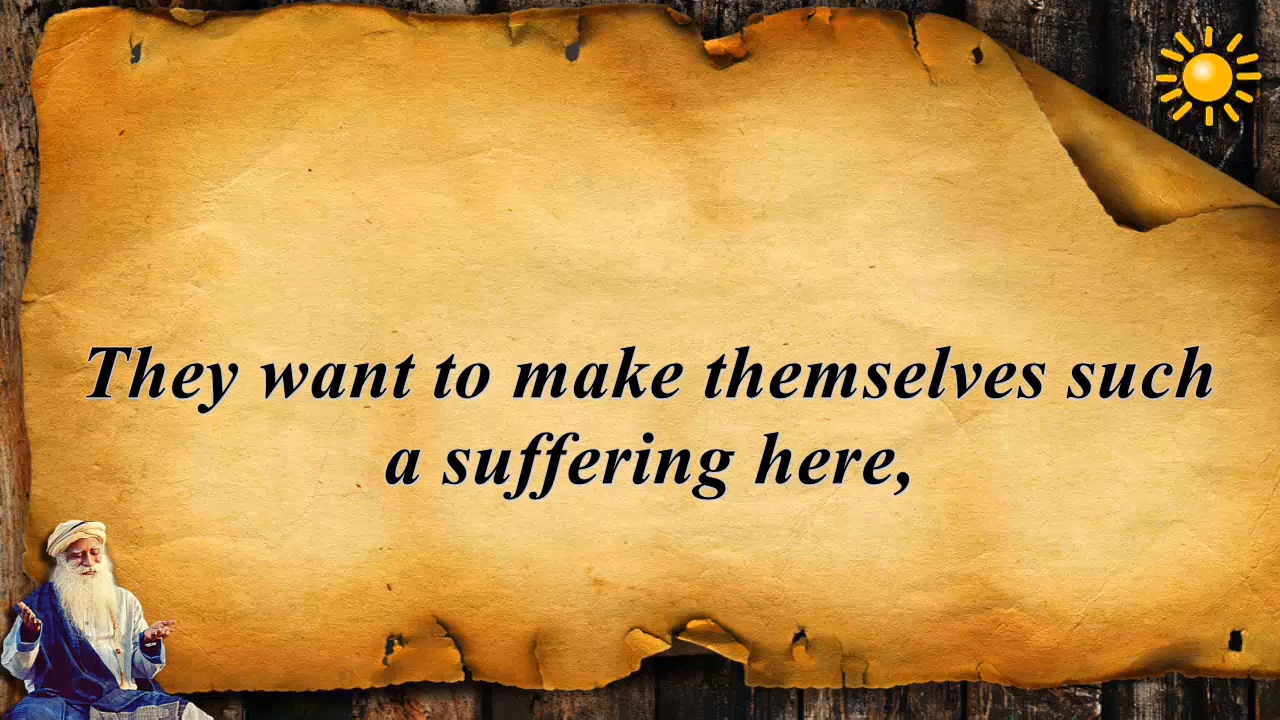 They want to make themselves such
a suffering here,